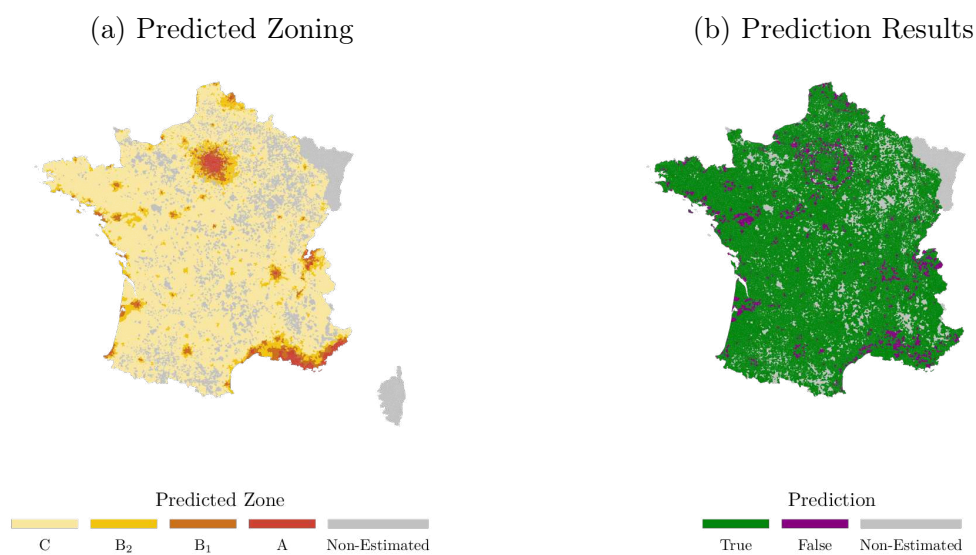 (a) Predicted Zoning
(b) Prediction Results
Predicted Zone
C B₂ B₁ A Non-Estimated
Prediction
True False Non-Estimated